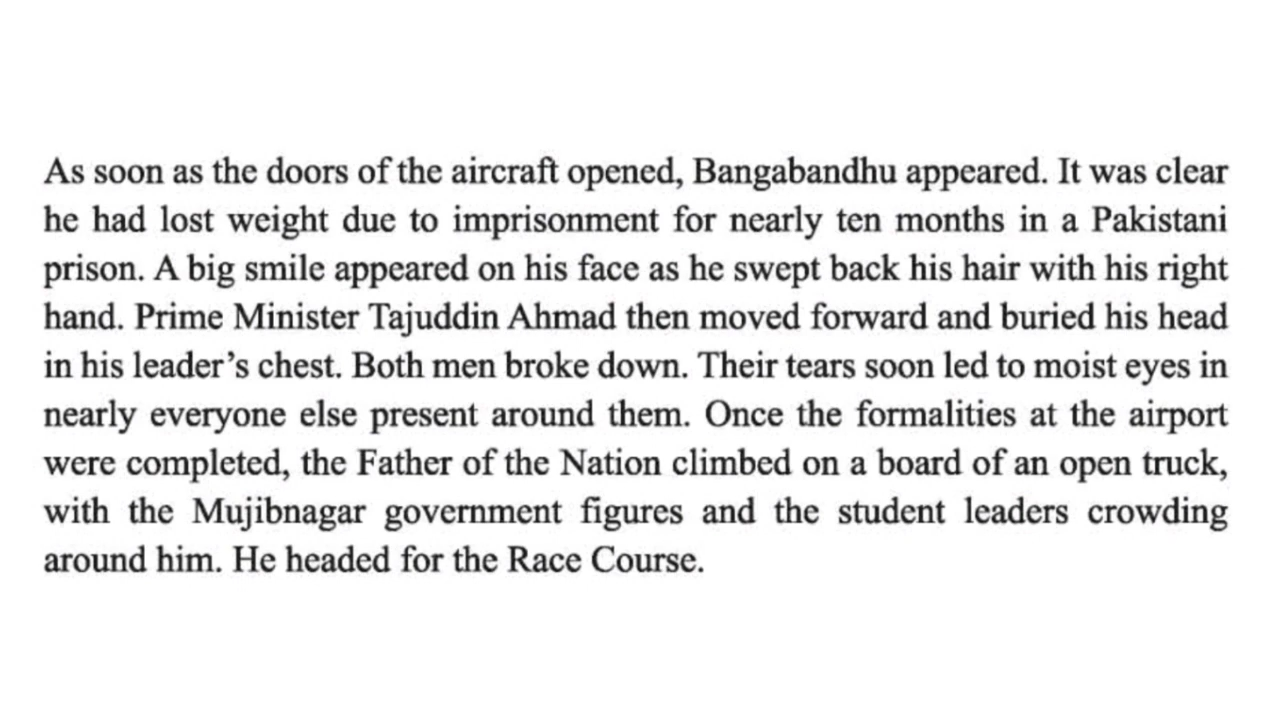 As soon as the doors of the aircraft opened, Bangabandhu appeared. It was clear
he had lost weight due to imprisonment for nearly ten months in a Pakistani
prison. A big smile appeared on his face as he swept back his hair with his right
hand. Prime Minister Tajuddin Ahmad then moved forward and buried his head
in his leader’s chest. Both men broke down. Their tears soon led to moist eyes in
nearly everyone else present around them. Once the formalities at the airport
were completed, the Father of the Nation climbed on a board of an open truck,
with the Mujibnagar government figures and the student leaders crowding
around him. He headed for the Race Course.